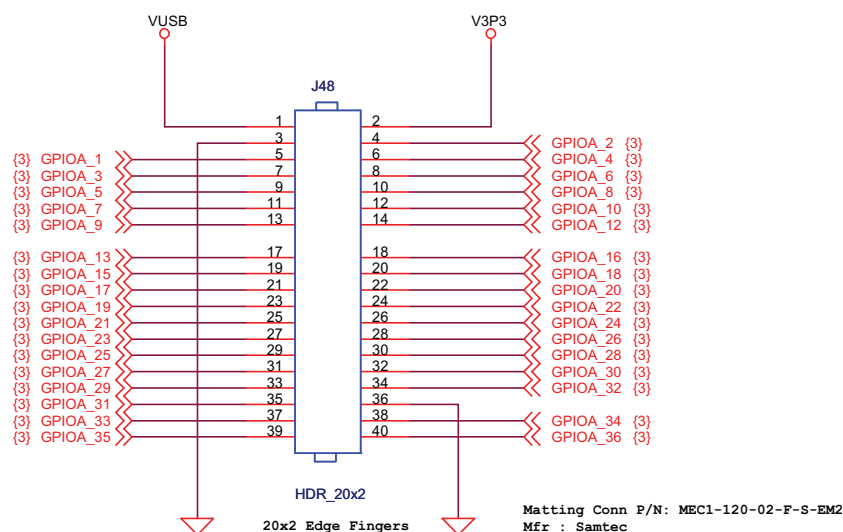 VUSB V3P3
J48
1 2
3 4 GPIOA_2 {3}
{3} GPIOA_1 5 6 GPIOA_4 {3}
{3} GPIOA_3 7 8 GPIOA_6 {3}
{3} GPIOA_5 9 10 GPIOA_8 {3}
{3} GPIOA_7 11 12 GPIOA_10 {3}
{3} GPIOA_9 13 14 GPIOA_12 {3}
{3} GPIOA_13 17 18 GPIOA_16 {3}
{3} GPIOA_15 19 20 GPIOA_18 {3}
{3} GPIOA_17 21 22 GPIOA_20 {3}
{3} GPIOA_19 23 24 GPIOA_22 {3}
{3} GPIOA_21 25 26 GPIOA_24 {3}
{3} GPIOA_23 27 28 GPIOA_26 {3}
{3} GPIOA_25 29 30 GPIOA_28 {3}
{3} GPIOA_27 31 32 GPIOA_30 {3}
{3} GPIOA_29 33 34 GPIOA_32 {3}
{3} GPIOA_31 35 36
{3} GPIOA_33 37 38 GPIOA_34 {3}
{3} GPIOA_35 39 40 GPIOA_36 {3}
HDR_20x2
20x2 Edge Fingers
Matting Conn P/N: MEC1-120-02-F-S-EM2
Mfr : Samtec